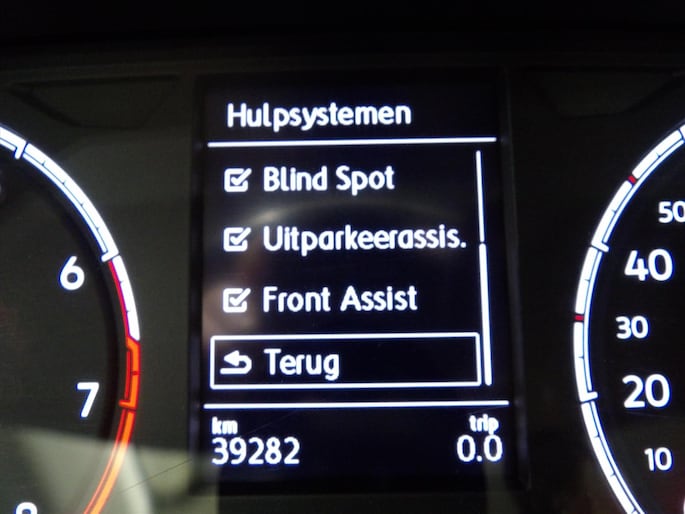 Hulpsystemen
Blind Spot
Uitparkeerassis.
Front Assist
Terug
km
trip
39282
0.0
6
7
50
40
30
20
10